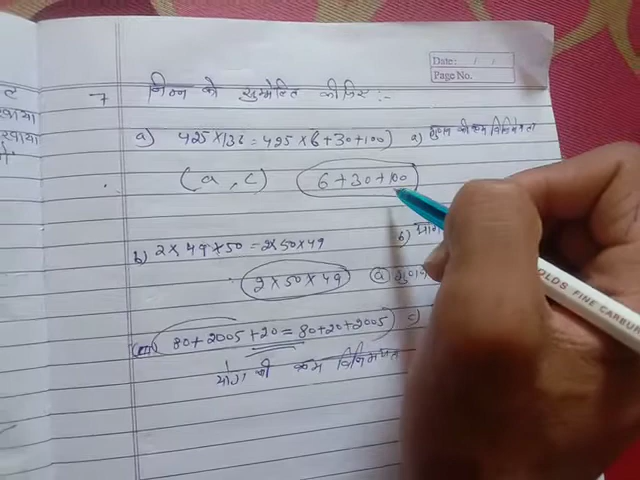 Date: / /
Page No.
7 निम्न को सुम्मेलित कीजिए :-
a) 425×136 = 425×(6+30+100) a)
(a , c) 6+30+100
b) 2×49×50 = 2×50×49 b)
2×50×49 a
80+2005+20 = 80+20+2005 c)
योग की क्रम विनिमयत